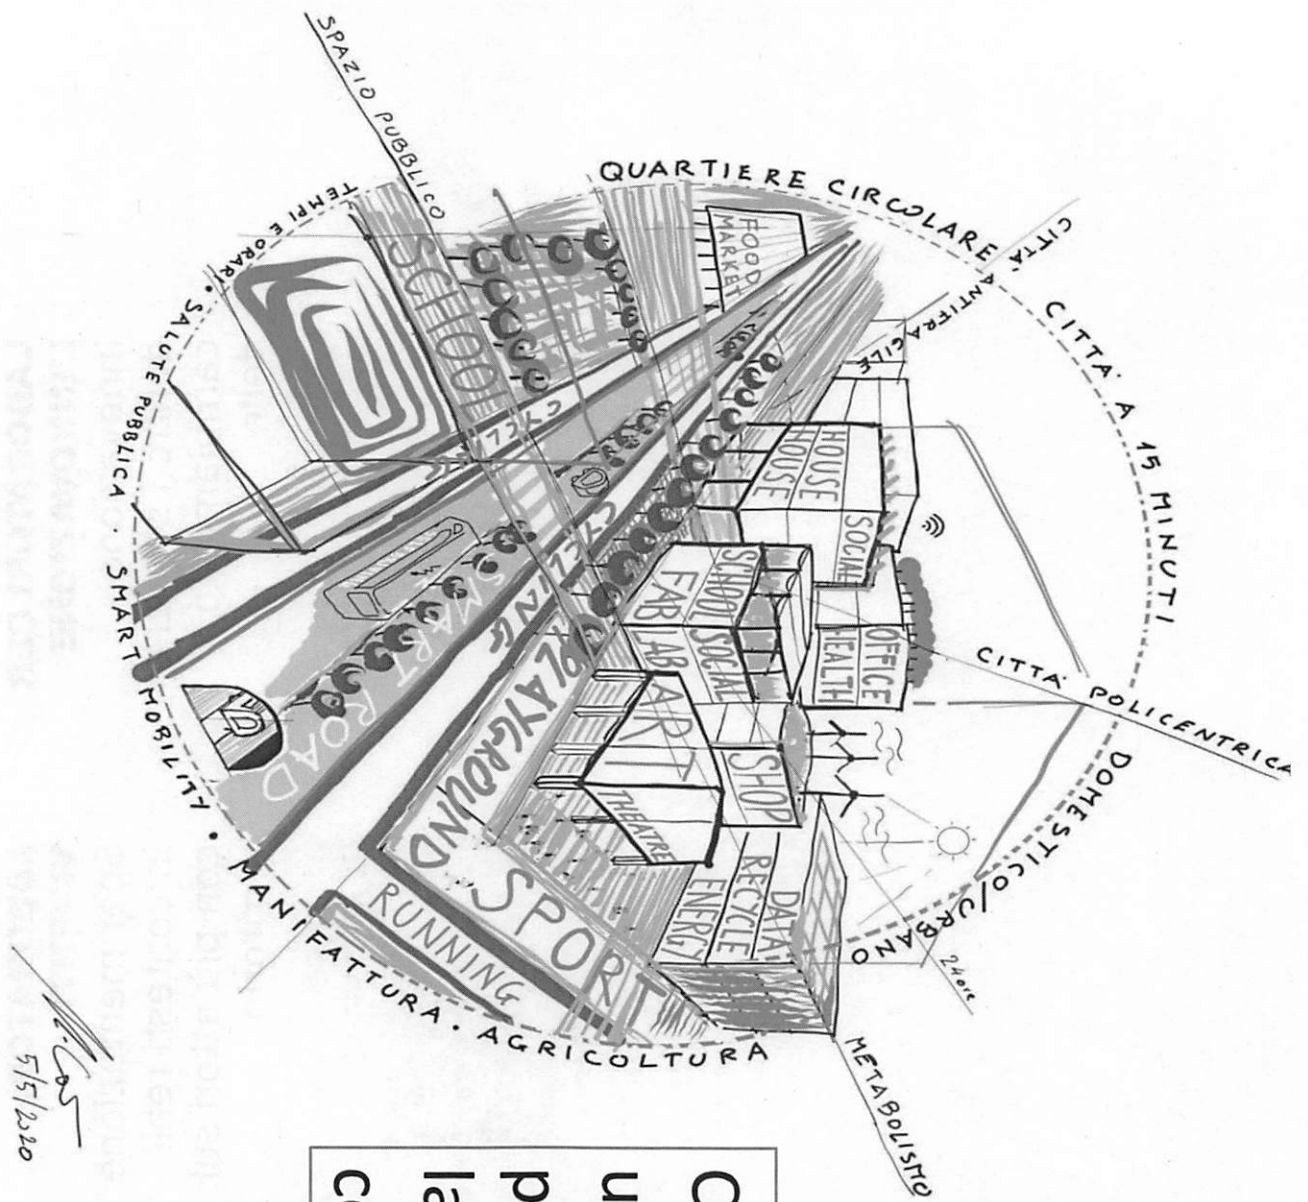 SPAZIO PUBBLICO
QUARTIERE CIRCOLARE
CITTÀ ANTIFRAGILE
CITTA' A 15 MINUTI
CITTA' POLICENTRICA
DOMESTICO/URBANO
24ore
METABOLISMO
MANIFATTURA • AGRICOLTURA
SMART MOBILITY •
SALUTE PUBBLICA •
TEMPI E ORARI •
FOOD
MARKET
SCHOOL
HOUSE
HOUSE
SOCIAL
OFFICE
HEALTH
SCHOOL SOCIAL
FAB LAB
ART
THEATRE
SHOP
DATA
RECYCLE
ENERGY
CYCLING
SMART ROAD
PLAYGROUND
SPORT
RUNNING
5/5/2020